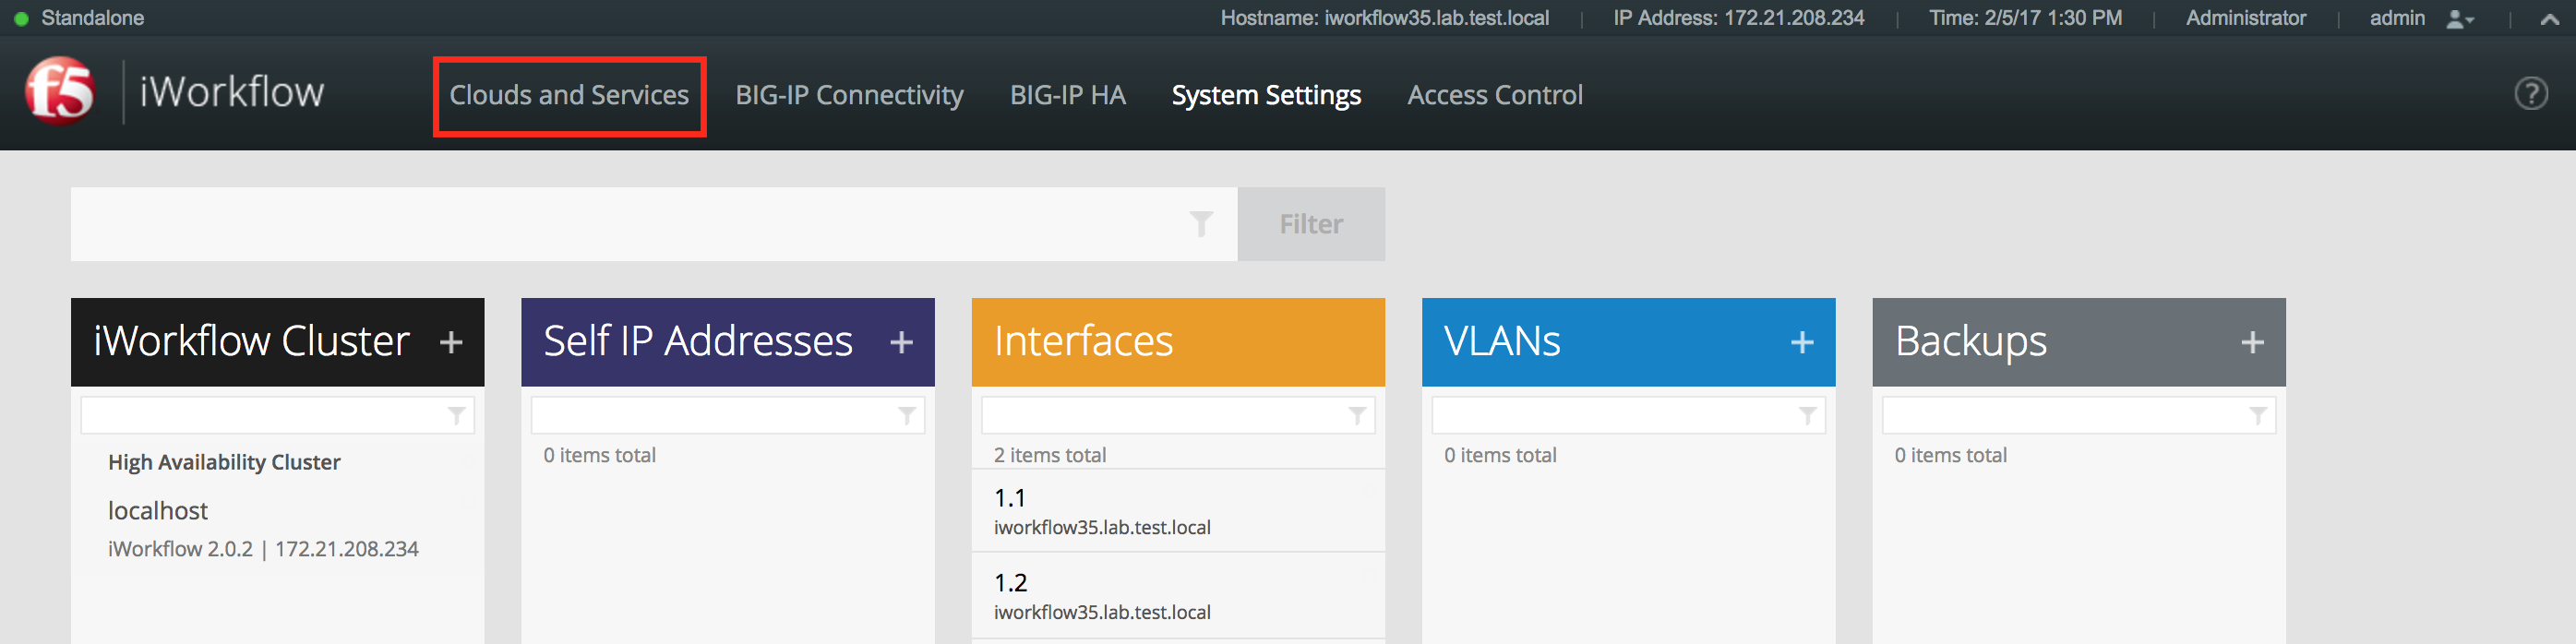 Standalone
Hostname: iworkflow35.lab.test.local | IP Address: 172.21.208.234 | Time: 2/5/17 1:30 PM | Administrator | admin
f5 | iWorkflow
Clouds and Services BIG-IP Connectivity BIG-IP HA System Settings Access Control ?
Filter
iWorkflow Cluster +
High Availability Cluster
localhost
iWorkflow 2.0.2 | 172.21.208.234
Self IP Addresses +
0 items total
Interfaces
2 items total
1.1
iworkflow35.lab.test.local
1.2
iworkflow35.lab.test.local
VLANs +
0 items total
Backups +
0 items total